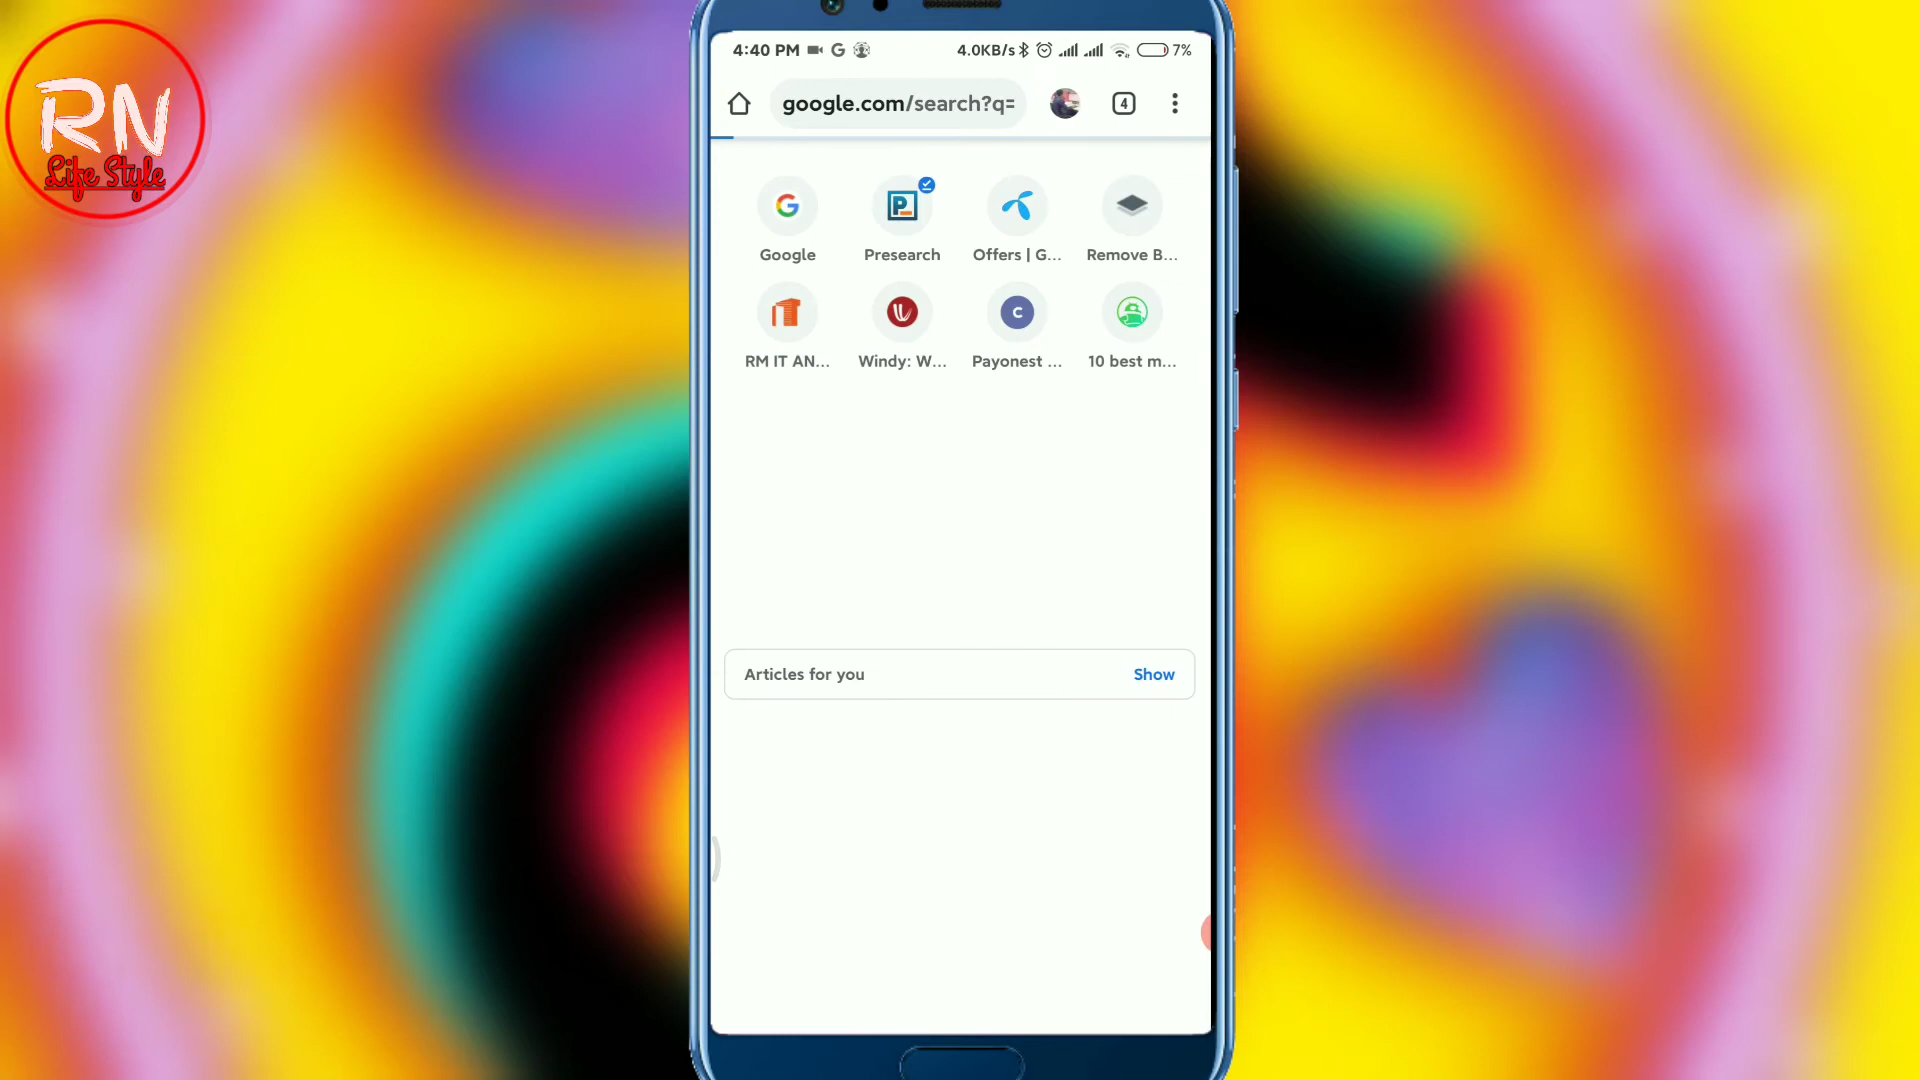 RN
Life Style
4:40 PM G 4.0KB/s 7%
google.com/search?q= 4
G P
Google Presearch Offers | G... Remove B...
C
RM IT AN... Windy: W... Payonest ... 10 best m...
Articles for you Show